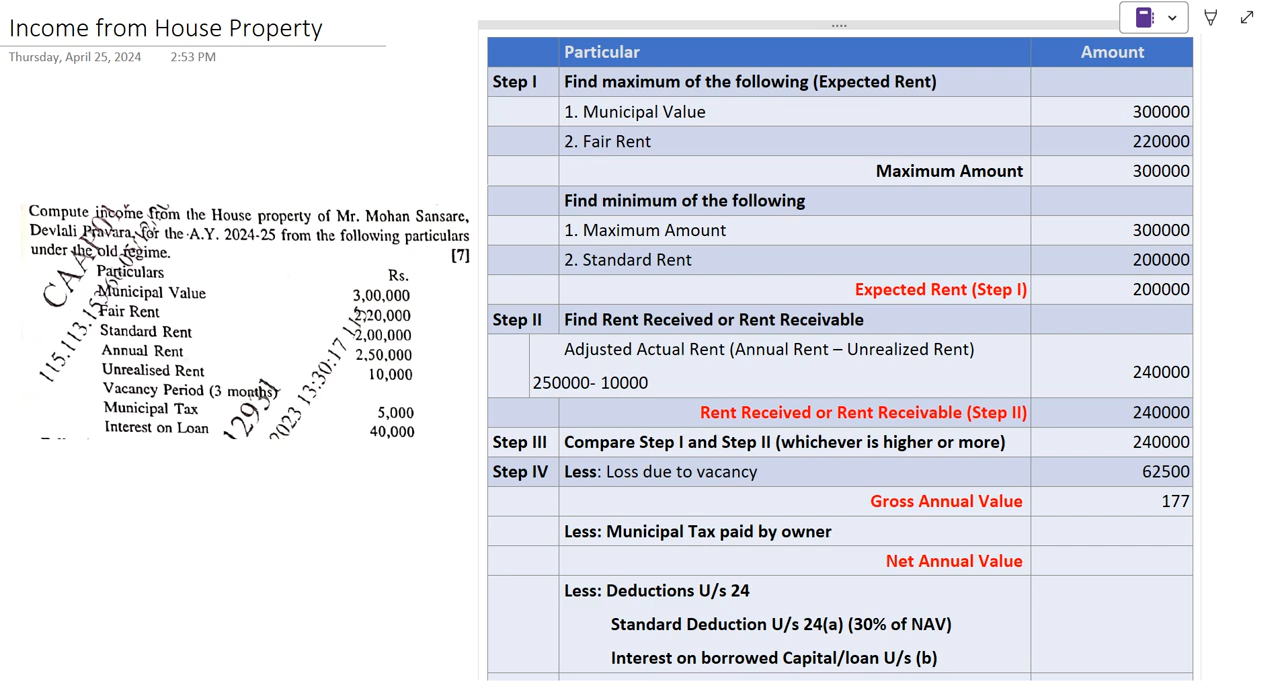 Income from House Property
Thursday, April 25, 2024 2:53 PM
Compute income from the House property of Mr. Mohan Sansare,
Devlali Pravara, for the A.Y. 2024-25 from the following particulars
under the old regime. [7]
Particulars Rs.
Municipal Value 3,00,000
Fair Rent 2,20,000
Standard Rent 2,00,000
Annual Rent 2,50,000
Unrealised Rent 10,000
Vacancy Period (3 months)
Municipal Tax 5,000
Interest on Loan 40,000
Particular Amount
Step I Find maximum of the following (Expected Rent)
1. Municipal Value 300000
2. Fair Rent 220000
Maximum Amount 300000
Find minimum of the following
1. Maximum Amount 300000
2. Standard Rent 200000
Expected Rent (Step I) 200000
Step II Find Rent Received or Rent Receivable
Adjusted Actual Rent (Annual Rent – Unrealized Rent)
250000- 10000 240000
Rent Received or Rent Receivable (Step II) 240000
Step III Compare Step I and Step II (whichever is higher or more) 240000
Step IV Less: Loss due to vacancy 62500
Gross Annual Value 177
Less: Municipal Tax paid by owner
Net Annual Value
Less: Deductions U/s 24
Standard Deduction U/s 24(a) (30% of NAV)
Interest on borrowed Capital/loan U/s (b)